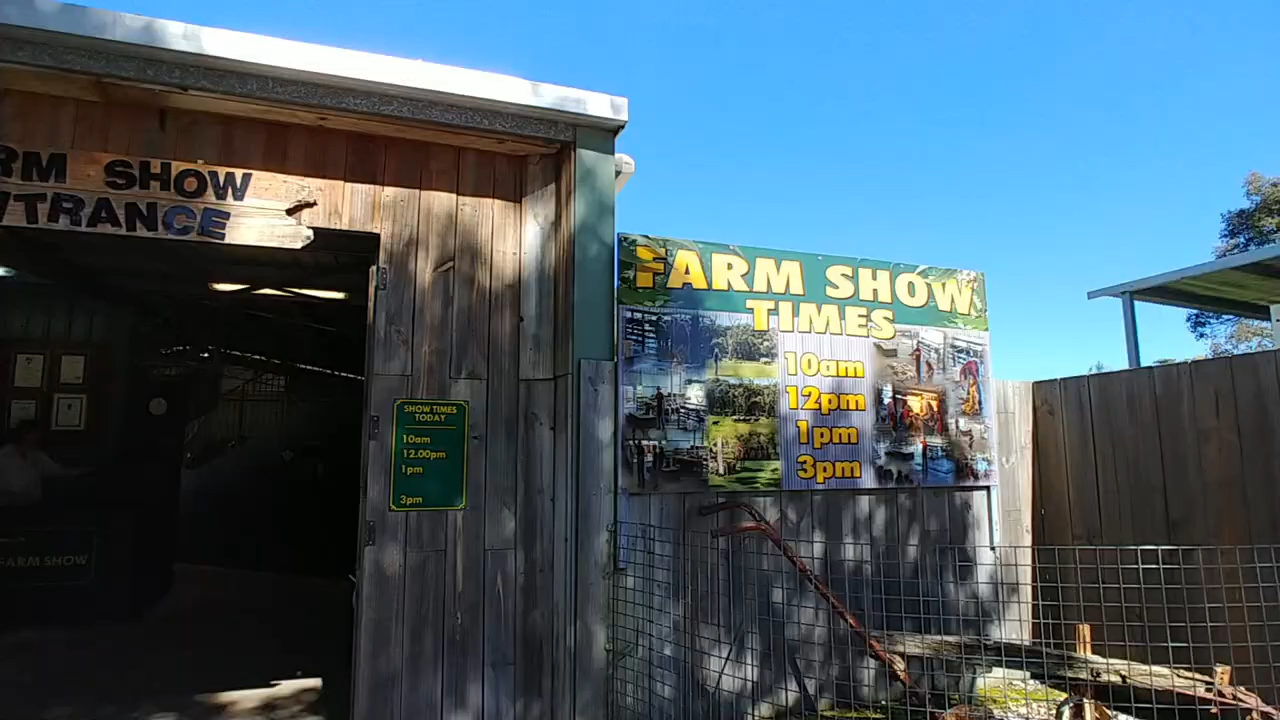 RM SHOW
NTRANCE
SHOW TIMES
TODAY
10am
12.00pm
1pm
3pm
FARM SHOW
FARM SHOW
TIMES
10am
12pm
1pm
3pm